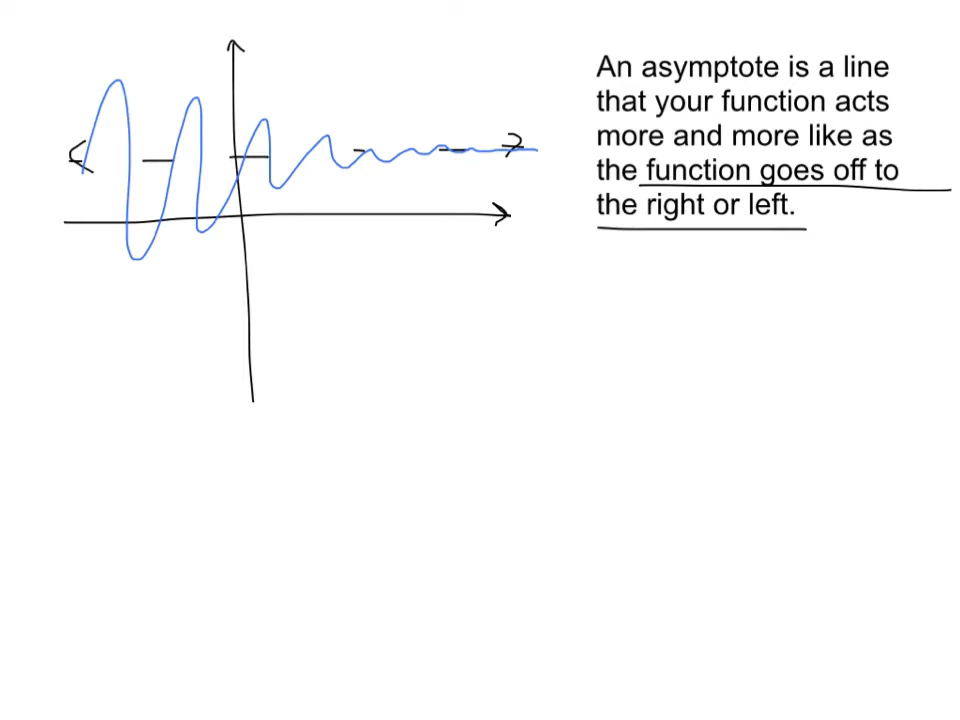 An asymptote is a line
that your function acts
more and more like as
the function goes off to
the right or left.